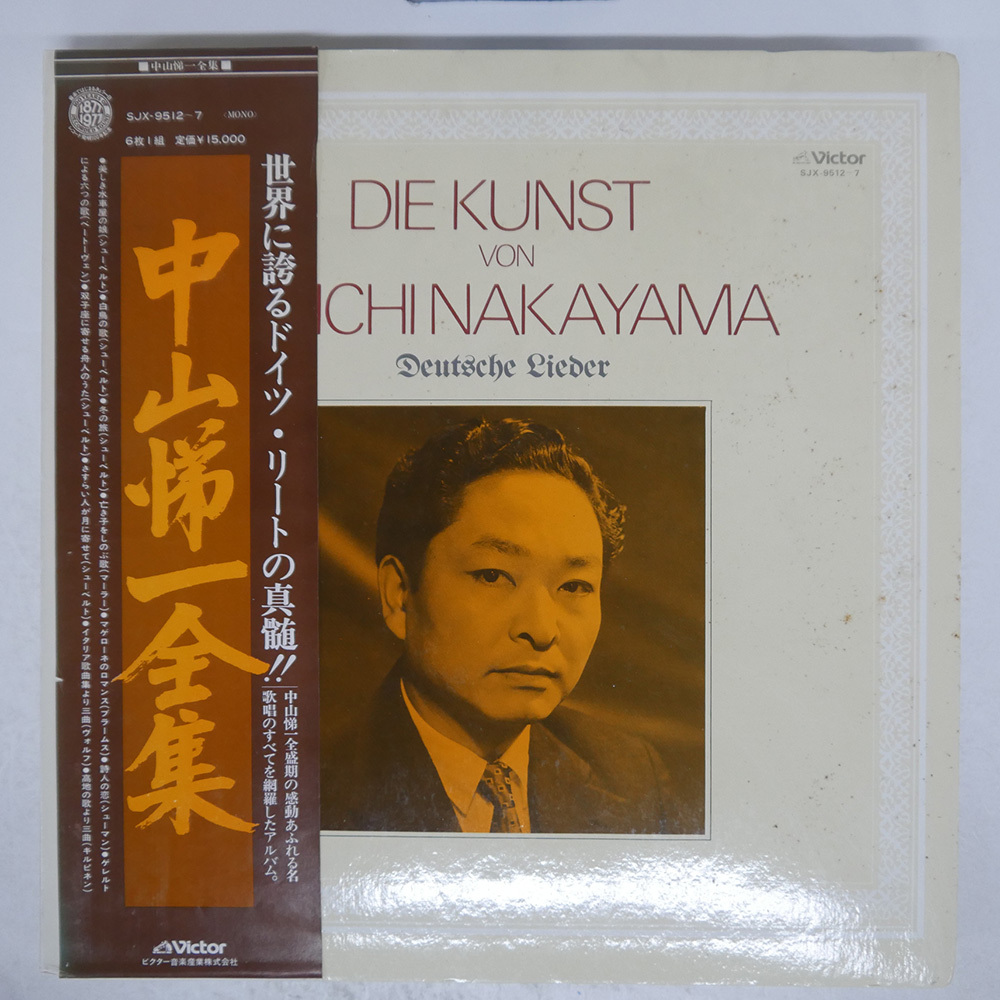 ■中山悌一全集■
1877
1977
SJX-9512~7 〈MONO〉
6枚1組 定価¥15,000
世界に誇るドイツ・リートの真髄!!
中山悌一全盛期の感動あふれる名
歌唱のすべてを網羅したアルバム。
中山悌一全集
●美しき水車屋の娘(シューベルト)●白鳥の歌(シューベルト)●冬の旅(シューベルト)●亡き子をしのぶ歌(マーラー)●マゲローネのロマンス(ブラームス)●詩人の恋(シューマン)●ゲレルト
による六つの歌(ベートーヴェン)●双子座に寄せる舟人のうた(シューベルト)●さすらい人が月に寄せて(シューベルト)●イタリア歌曲集より三曲(ヴォルフ)●高地の歌より三曲(キルピネン)
Victor
ビクター音楽産業株式会社
Victor
SJX-9512~7
DIE KUNST
VON
ICHI NAKAYAMA
Deutsche Lieder